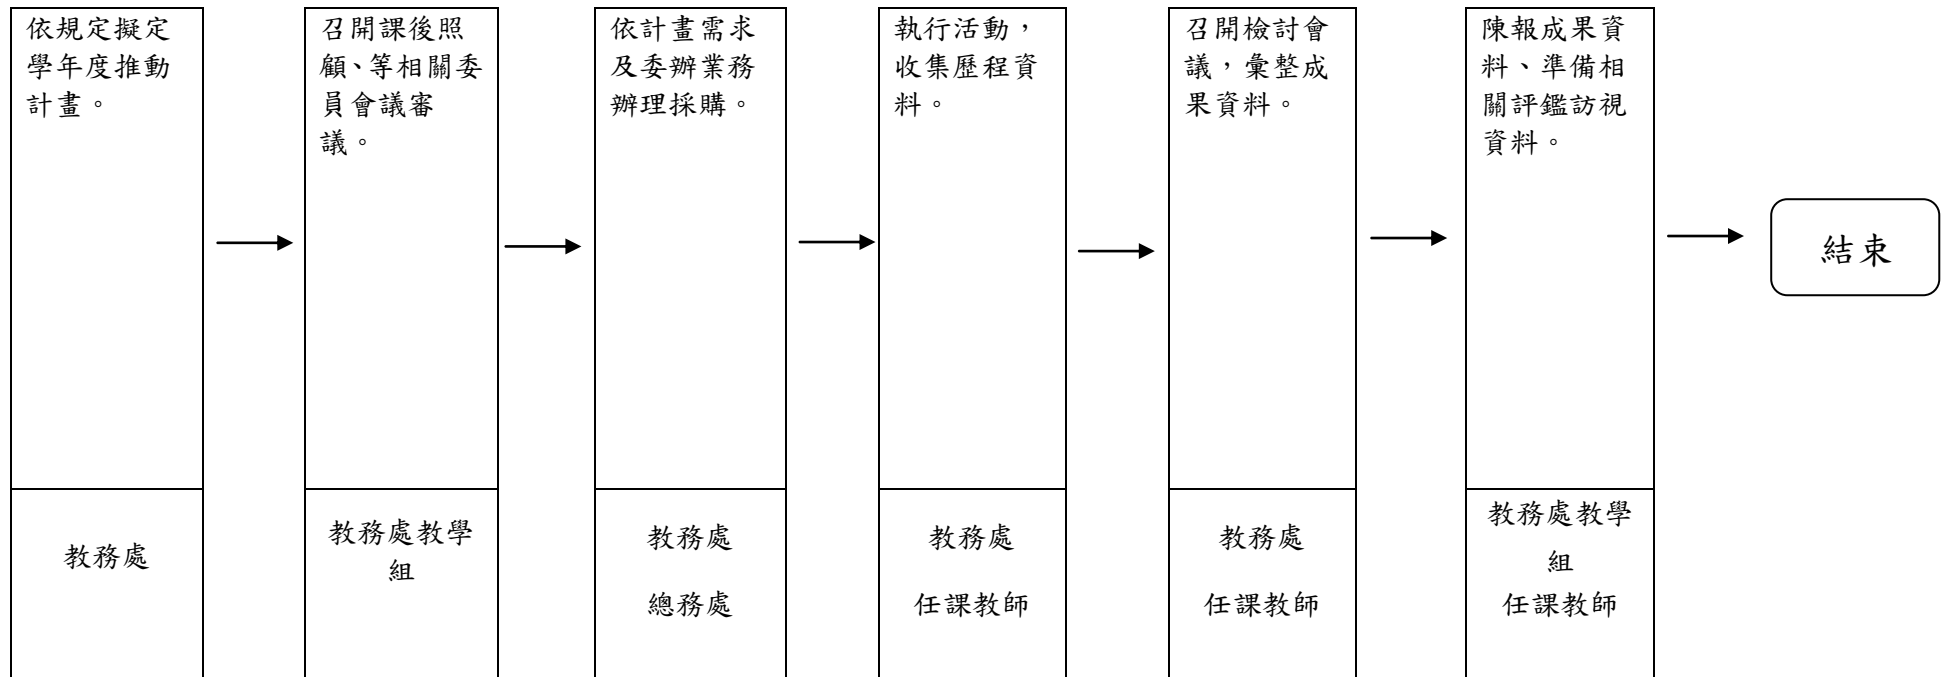 依規定擬定
學年度推動
計畫。
召開課後照
顧、等相關委
員會議審
議。
依計畫需求
及委辦業務
辦理採購。
執行活動，
收集歷程資
料。
召開檢討會
議，彙整成
果資料。
陳報成果資
料、準備相
關評鑑訪視
資料。
結束
教務處
教務處教學
組
教務處
總務處
教務處
任課教師
教務處
任課教師
教務處教學
組
任課教師